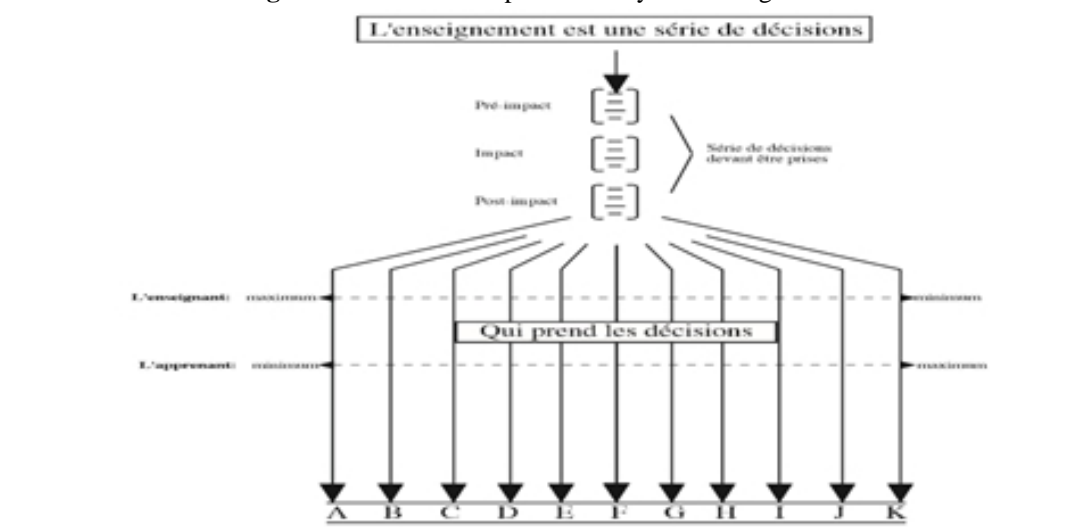 L'enseignement est une série de décisions
Pré-impact
Impact
Série de décisions
devant être prises
Post-impact
L'enseignant: maximum minimum
Qui prend les décisions
L'apprenant: minimum maximum
A B C D E F G H I J K